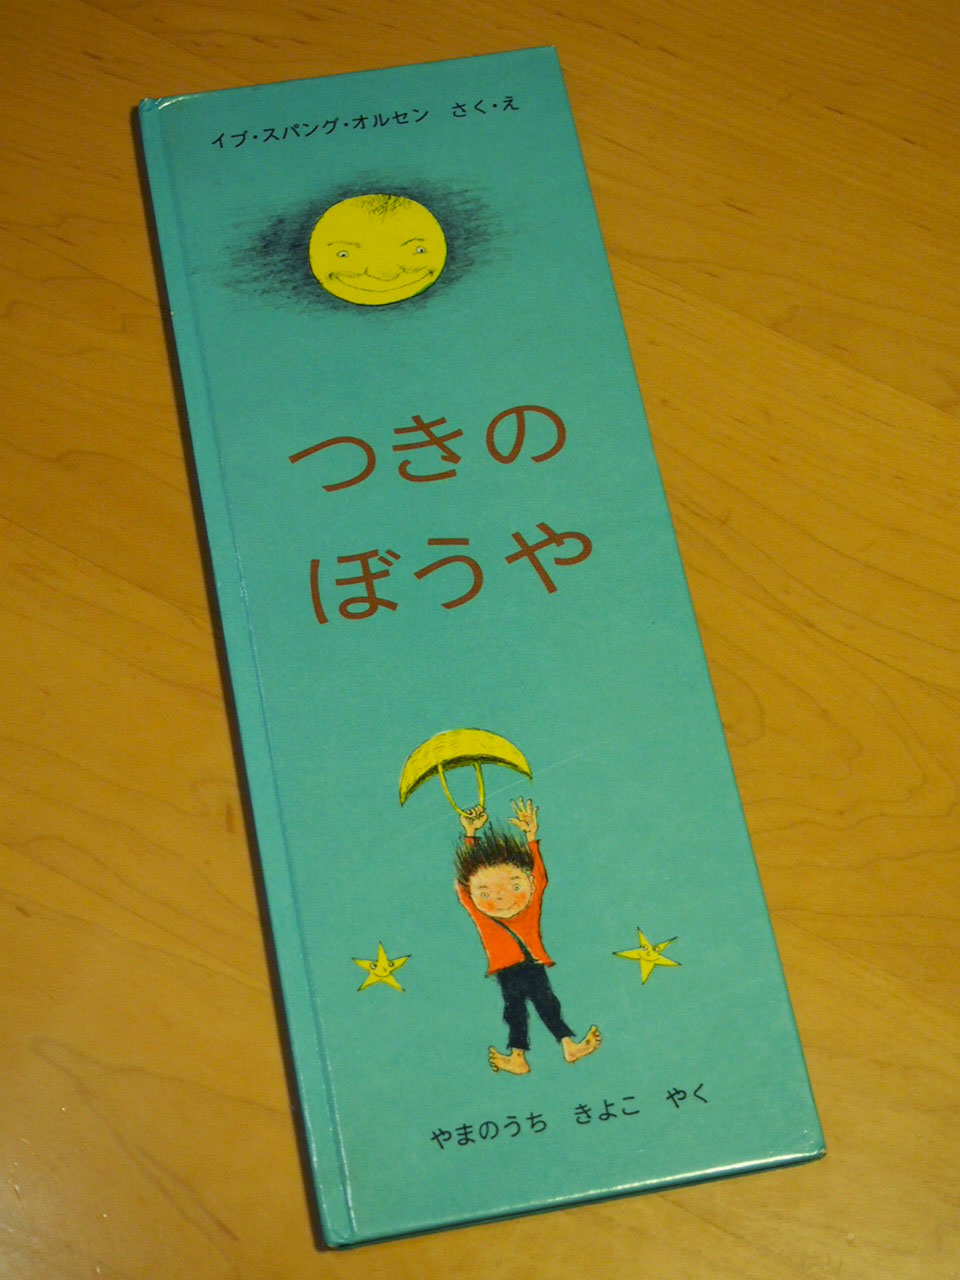 イブ・スパング・オルセン　さく・え
つきの
ぼうや
やまのうち　きよこ　やく